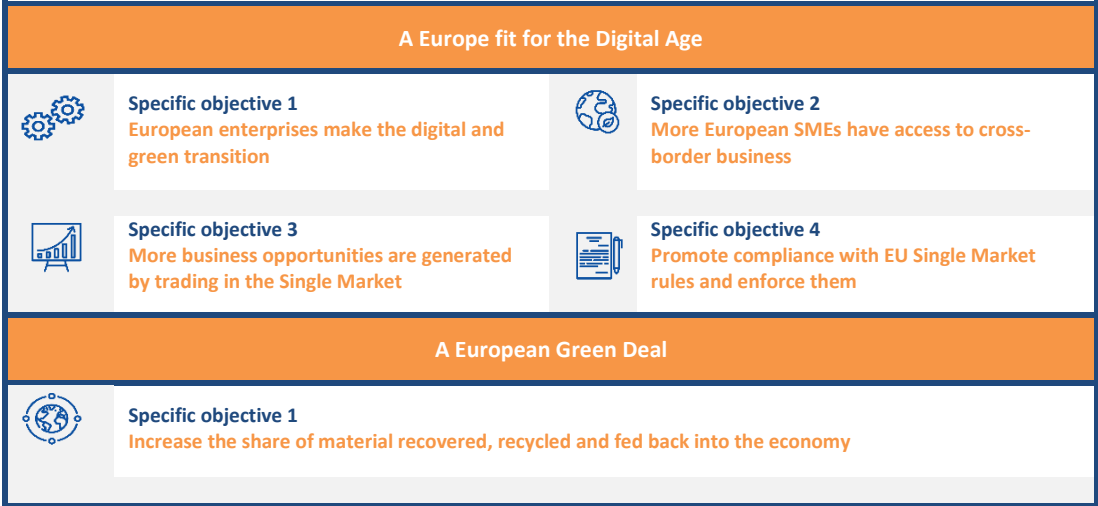 A Europe fit for the Digital Age
Specific objective 1
European enterprises make the digital and
green transition
Specific objective 2
More European SMEs have access to cross-
border business
Specific objective 3
More business opportunities are generated
by trading in the Single Market
Specific objective 4
Promote compliance with EU Single Market
rules and enforce them
A European Green Deal
Specific objective 1
Increase the share of material recovered, recycled and fed back into the economy